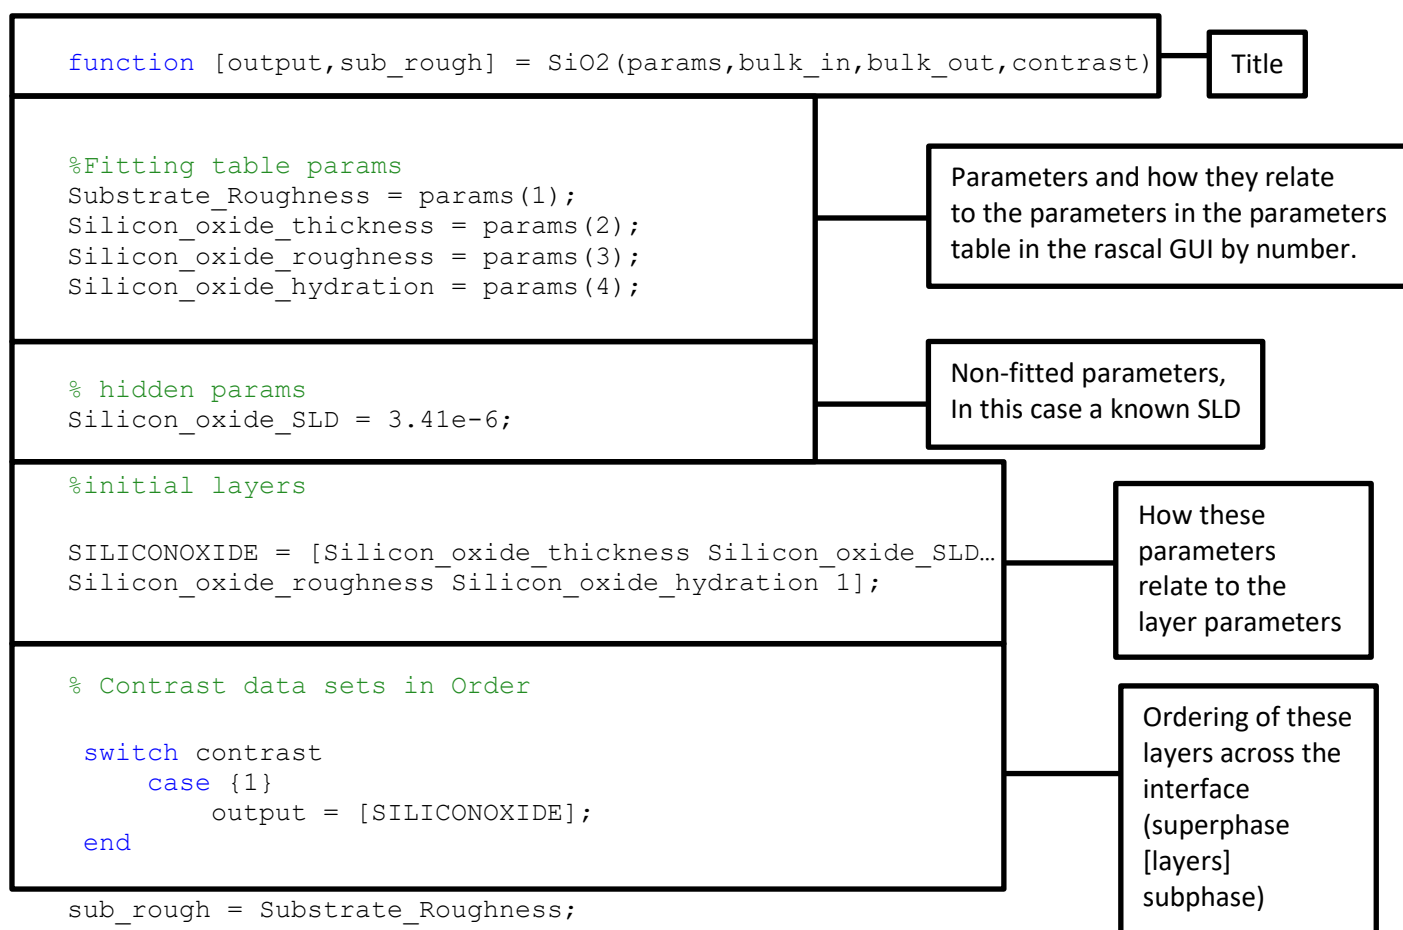 function [output,sub_rough] = SiO2(params,bulk_in,bulk_out,contrast)
Title
%Fitting table params
Substrate_Roughness = params(1);
Silicon_oxide_thickness = params(2);
Silicon_oxide_roughness = params(3);
Silicon_oxide_hydration = params(4);
Parameters and how they relate
to the parameters in the parameters
table in the rascal GUI by number.
% hidden params
Silicon_oxide_SLD = 3.41e-6;
Non-fitted parameters,
In this case a known SLD
%initial layers
SILICONOXIDE = [Silicon_oxide_thickness Silicon_oxide_SLD…
Silicon_oxide_roughness Silicon_oxide_hydration 1];
How these
parameters
relate to the
layer parameters
% Contrast data sets in Order
switch contrast
case {1}
output = [SILICONOXIDE];
end
Ordering of these
layers across the
interface
(superphase
[layers]
subphase)
sub_rough = Substrate_Roughness;